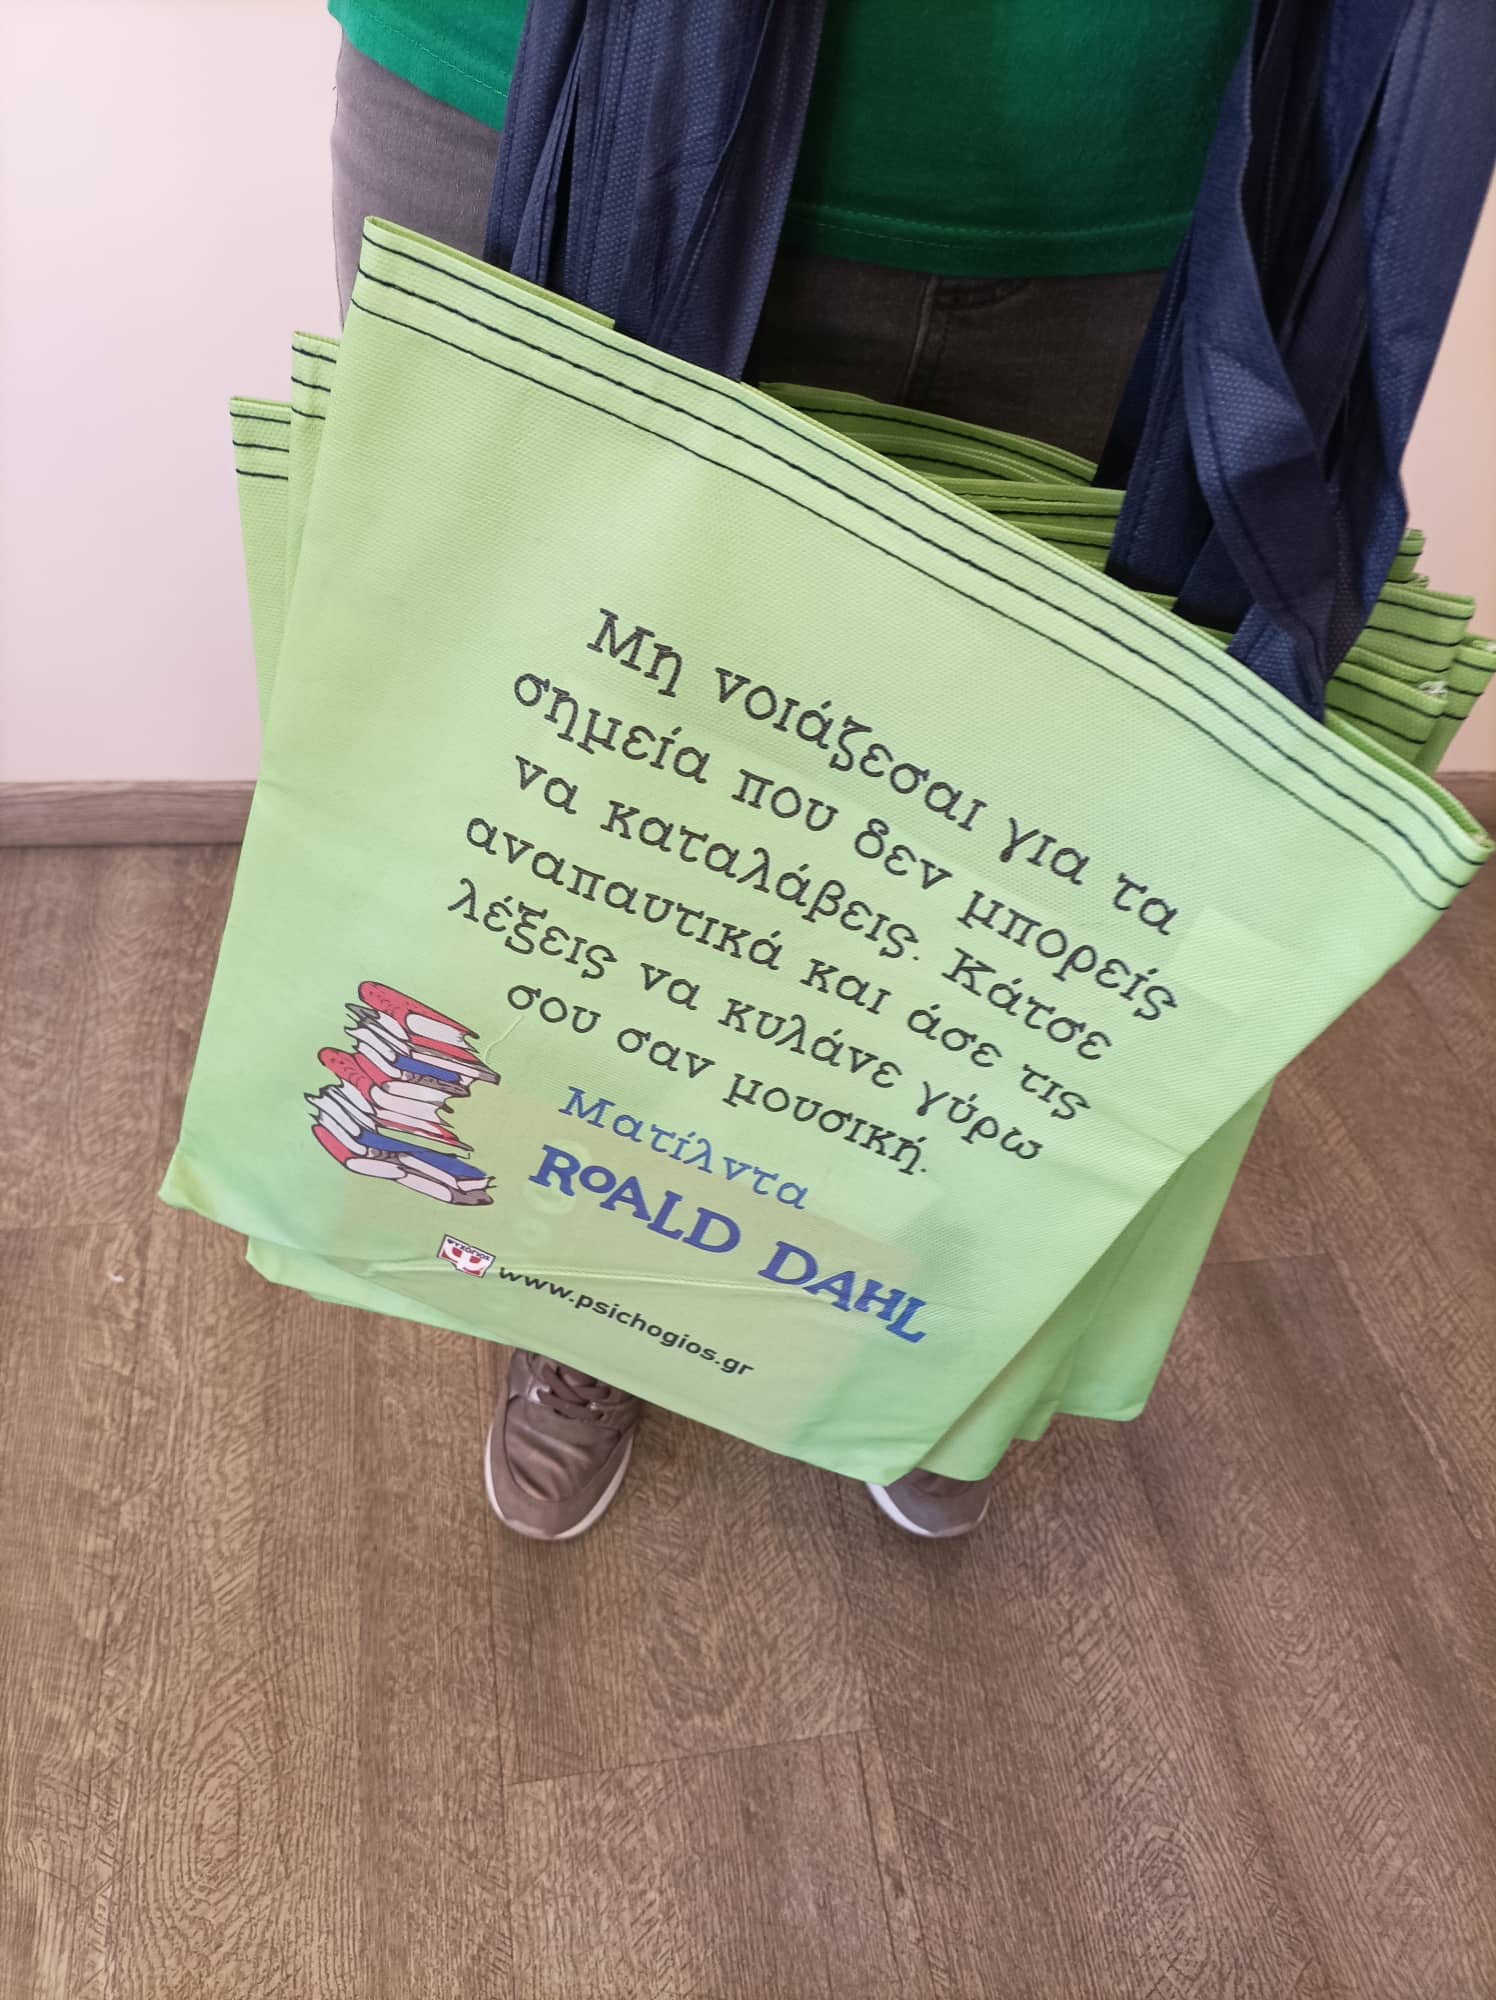 Μη νοιάζεσαι για τα
σημεία που δεν μπορείς
να καταλάβεις. Κάτσε
αναπαυτικά και άσε τις
λέξεις να κυλάνε γύρω
σου σαν μουσική.
Ματίλντα
ROALD DAHL
ΨΥΧΟΓΙΟΣ
www.psichogios.gr